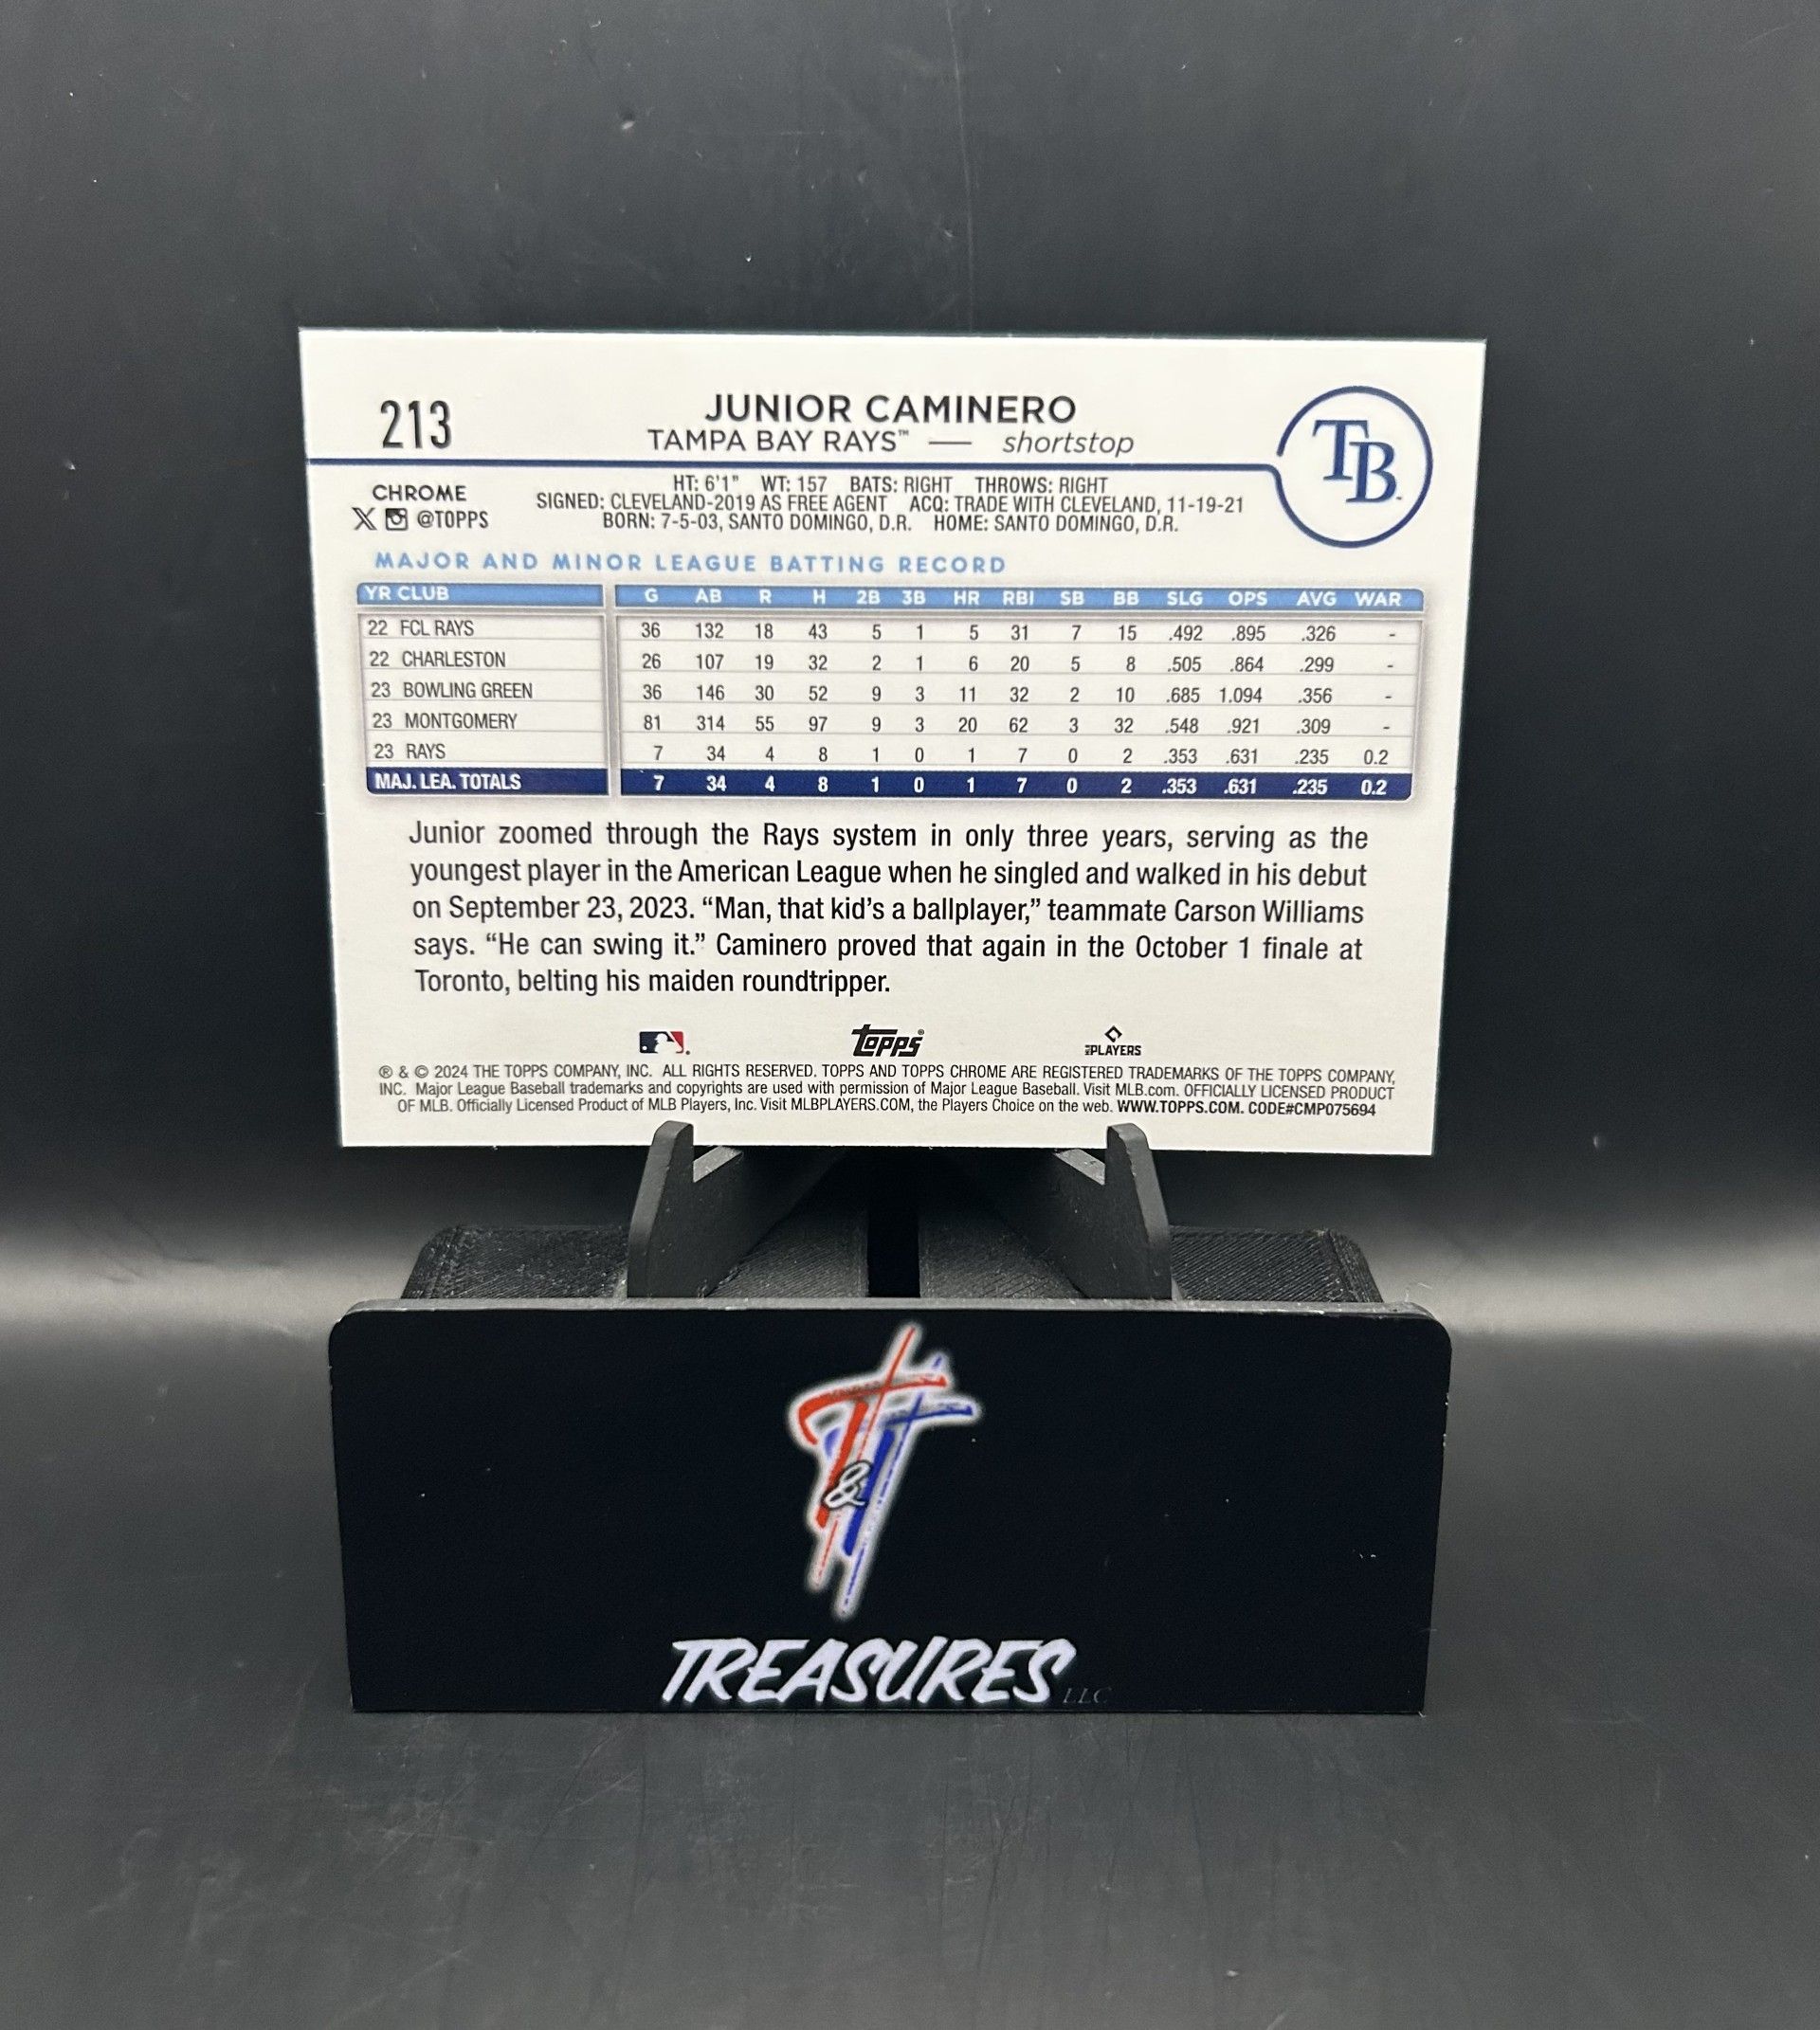 213
JUNIOR CAMINERO
TAMPA BAY RAYS™ — shortstop
TB
CHROME
@TOPPS
HT: 6'1" WT: 157 BATS: RIGHT THROWS: RIGHT
SIGNED: CLEVELAND-2019 AS FREE AGENT ACQ: TRADE WITH CLEVELAND, 11-19-21
BORN: 7-5-03, SANTO DOMINGO, D.R. HOME: SANTO DOMINGO, D.R.
MAJOR AND MINOR LEAGUE BATTING RECORD
YR CLUB G AB R H 2B 3B HR RBI SB BB SLG OPS AVG WAR
22 FCL RAYS 36 132 18 43 5 1 5 31 7 15 .492 .895 .326 -
22 CHARLESTON 26 107 19 32 2 1 6 20 5 8 .505 .864 .299 -
23 BOWLING GREEN 36 146 30 52 9 3 11 32 2 10 .685 1.094 .356 -
23 MONTGOMERY 81 314 55 97 9 3 20 62 3 32 .548 .921 .309 -
23 RAYS 7 34 4 8 1 0 1 7 0 2 .353 .631 .235 0.2
MAJ. LEA. TOTALS 7 34 4 8 1 0 1 7 0 2 .353 .631 .235 0.2
Junior zoomed through the Rays system in only three years, serving as the
youngest player in the American League when he singled and walked in his debut
on September 23, 2023. “Man, that kid’s a ballplayer,” teammate Carson Williams
says. “He can swing it.” Caminero proved that again in the October 1 finale at
Toronto, belting his maiden roundtripper.
Topps®
MLB PLAYERS
® & © 2024 THE TOPPS COMPANY, INC. ALL RIGHTS RESERVED. TOPPS AND TOPPS CHROME ARE REGISTERED TRADEMARKS OF THE TOPPS COMPANY,
INC. Major League Baseball trademarks and copyrights are used with permission of Major League Baseball. Visit MLB.com. OFFICIALLY LICENSED PRODUCT
OF MLB. Officially Licensed Product of MLB Players, Inc. Visit MLBPLAYERS.COM, the Players Choice on the web. WWW.TOPPS.COM. CODE#CMP075694
T&T
TREASURES LLC